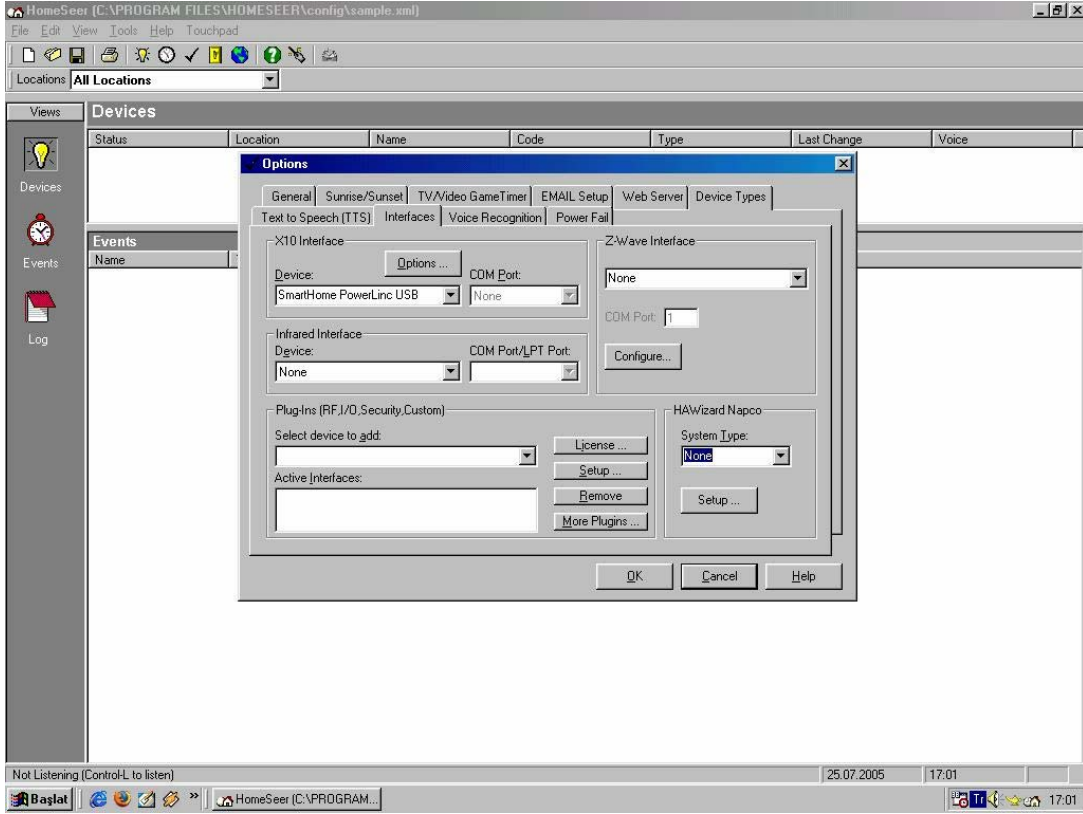 HomeSeer (C:\PROGRAM FILES\HOMESEER\config\sample.xml)
File Edit View Tools Help Touchpad
Locations All Locations
Views Devices
Status Location Name Code Type Last Change Voice
Devices
Events
Name
Events
Log
Options
General Sunrise/Sunset TV/Video GameTimer EMAIL Setup Web Server Device Types
Text to Speech (TTS) Interfaces Voice Recognition Power Fail
X10 Interface
Options ...
Device: COM Port:
SmartHome PowerLinc USB None
Infrared Interface
Device: COM Port/LPT Port:
None
Z-Wave Interface
None
COM Port: 1
Configure...
Plug-Ins (RF,I/O,Security,Custom)
Select device to add:
Active Interfaces:
License ...
Setup ...
Remove
More Plugins ...
HAWizard Napco
System Type:
None
Setup ...
OK Cancel Help
Not Listening (Control-L to listen) 25.07.2005 17:01
Başlat » HomeSeer (C:\PROGRAM... Tr 17:01